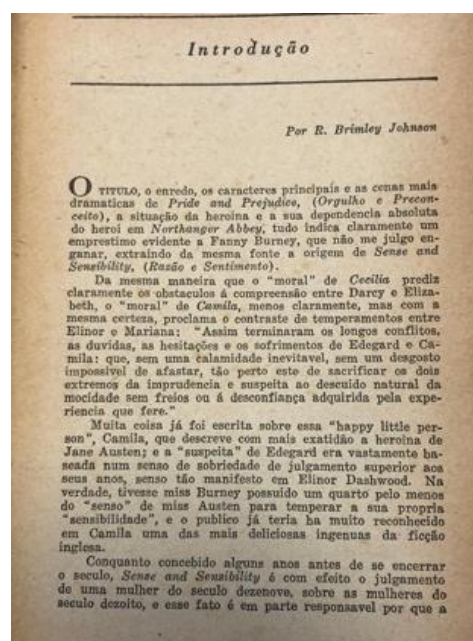 Introdução
Por R. Brimley Johnson
O TITULO, o enredo, os caracteres principais e as cenas mais
dramaticas de Pride and Prejudice, (Orgulho e Precon-
ceito), a situação da heroina e a sua dependencia absoluta
do heroi em Northanger Abbey, tudo indica claramente um
emprestimo evidente a Fanny Burney, que não me julgo en-
ganar, extraindo da mesma fonte a origem de Sense and
Sensibility, (Razão e Sentimento).
Da mesma maneira que o "moral" de Cecilia prediz
claramente os obstaculos á compreensão entre Darcy e Eliza-
beth, o "moral" de Camila, menos claramente, mas com a
mesma certeza, proclama o contraste de temperamentos entre
Elinor e Mariana: "Assim terminaram os longos conflitos,
as duvidas, as hesitações e os sofrimentos de Edegard e Ca-
mila: que, sem uma calamidade inevitavel, sem um desgosto
impossivel de afastar, tão perto este de sacrificar os dois
extremos da imprudencia e suspeita ao descuido natural da
mocidade sem freios ou á desconfiança adquirida pela expe-
riencia que fere."
Muita coisa já foi escrita sobre essa "happy little per-
son", Camila, que descreve com mais exatidão a heroina de
Jane Austen; e a "suspeita" de Edegard era vastamente ba-
seada num senso de sobriedade de julgamento superior aos
seus anos, senso tão manifesto em Elinor Dashwood. Na
verdade, tivesse miss Burney possuido um quarto pelo menos
do "senso" de miss Austen para temperar a sua propria
"sensibilidade", e o publico já teria ha muito reconhecido
em Camila uma das mais deliciosas ingenuas da ficção
inglesa.
Conquanto concebido alguns anos antes de se encerrar
o seculo, Sense and Sensibility é com efeito o julgamento
de uma mulher do seculo dezenove, sobre as mulheres do
seculo dezoito, e esse fato é em parte responsavel por que a